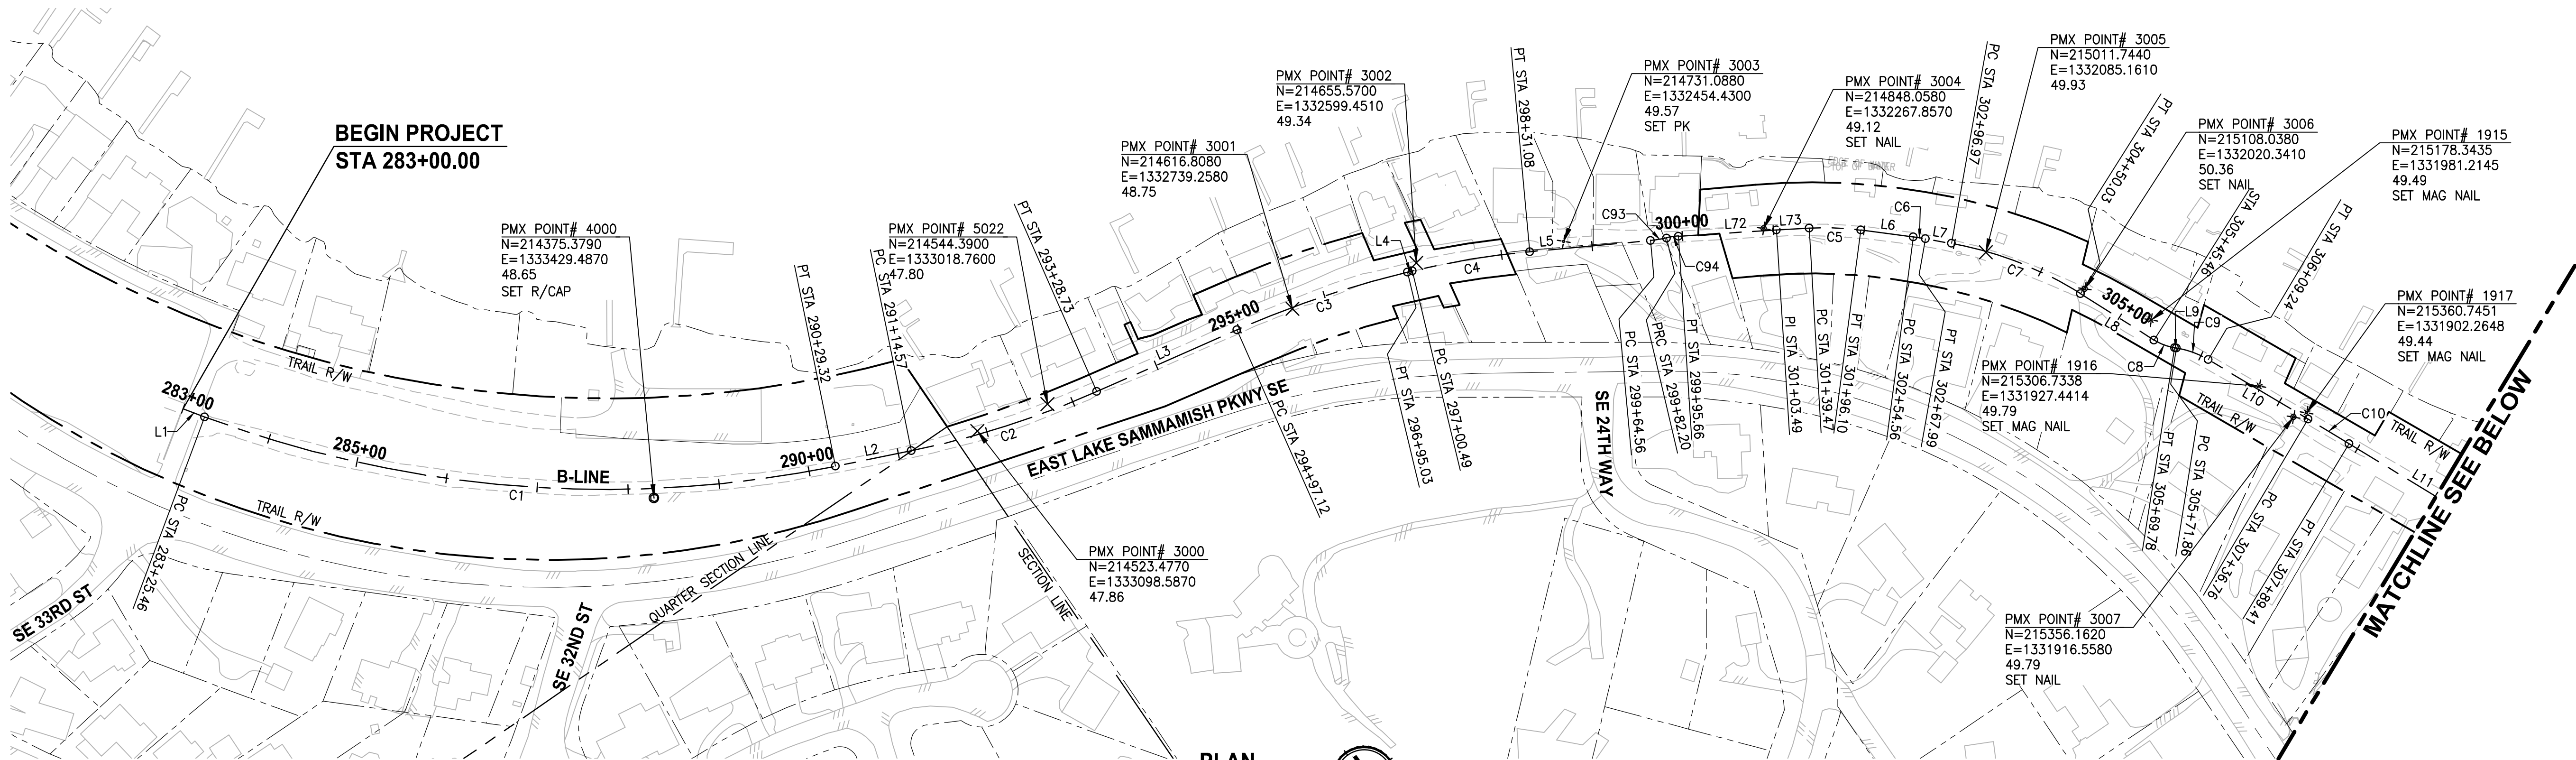 BEGIN PROJECT
STA 283+00.00
PMX POINT# 4000
N=214375.3790
E=1333429.4870
48.65
SET R/CAP
PMX POINT# 5022
N=214544.3900
E=1333018.7600
47.80
PMX POINT# 3001
N=214616.8080
E=1332739.2580
48.75
PMX POINT# 3002
N=214655.5700
E=1332599.4510
49.34
PMX POINT# 3003
N=214731.0880
E=1332454.4300
49.57
SET PK
PMX POINT# 3004
N=214848.0580
E=1332267.8570
49.12
SET NAIL
PMX POINT# 3005
N=215011.7440
E=1332085.1610
49.93
PMX POINT# 3006
N=215108.0380
E=1332020.3410
50.36
SET NAIL
PMX POINT# 1915
N=215178.3435
E=1331981.2145
49.49
SET MAG NAIL
PMX POINT# 1917
N=215360.7451
E=1331902.2648
49.44
SET MAG NAIL
PMX POINT# 1916
N=215306.7338
E=1331927.4414
49.79
SET MAG NAIL
PMX POINT# 3007
N=215356.1620
E=1331916.5580
49.79
SET NAIL
PMX POINT# 3000
N=214523.4770
E=1333098.5870
47.86
PC STA 283+25.46
PT STA 290+29.32
PC STA 291+14.57
PT STA 293+28.73
PC STA 294+97.12
PT STA 296+95.03
PC STA 297+00.49
PT STA 298+31.08
PC STA 299+64.56
PRC STA 299+82.20
PT STA 299+95.66
PI STA 301+03.49
PC STA 301+39.47
PT STA 301+96.10
PC STA 302+54.56
PT STA 302+67.99
PC STA 302+96.97
PT STA 304+50.03
STA 305+45.46
PT STA 305+69.78
PC STA 305+71.86
PT STA 306+09.24
PC STA 307+36.76
PT STA 307+89.41
283+00
285+00
290+00
295+00
300+00
305+00
L1
C1
B-LINE
L2
C2
L3
C3
L4
C4
L5
C93
C94
L72
L73
C5
L6
C6
L7
C7
L8
C8
L9
C9
L10
C10
L11
TRAIL R/W
TRAIL R/W
TRAIL R/W
TRAIL R/W
EDGE OF WATER
TOP OF BANK
SE 33RD ST
SE 32ND ST
QUARTER SECTION LINE
SECTION LINE
EAST LAKE SAMMAMISH PKWY SE
SE 24TH WAY
MATCHLINE SEE BELOW
PLAN